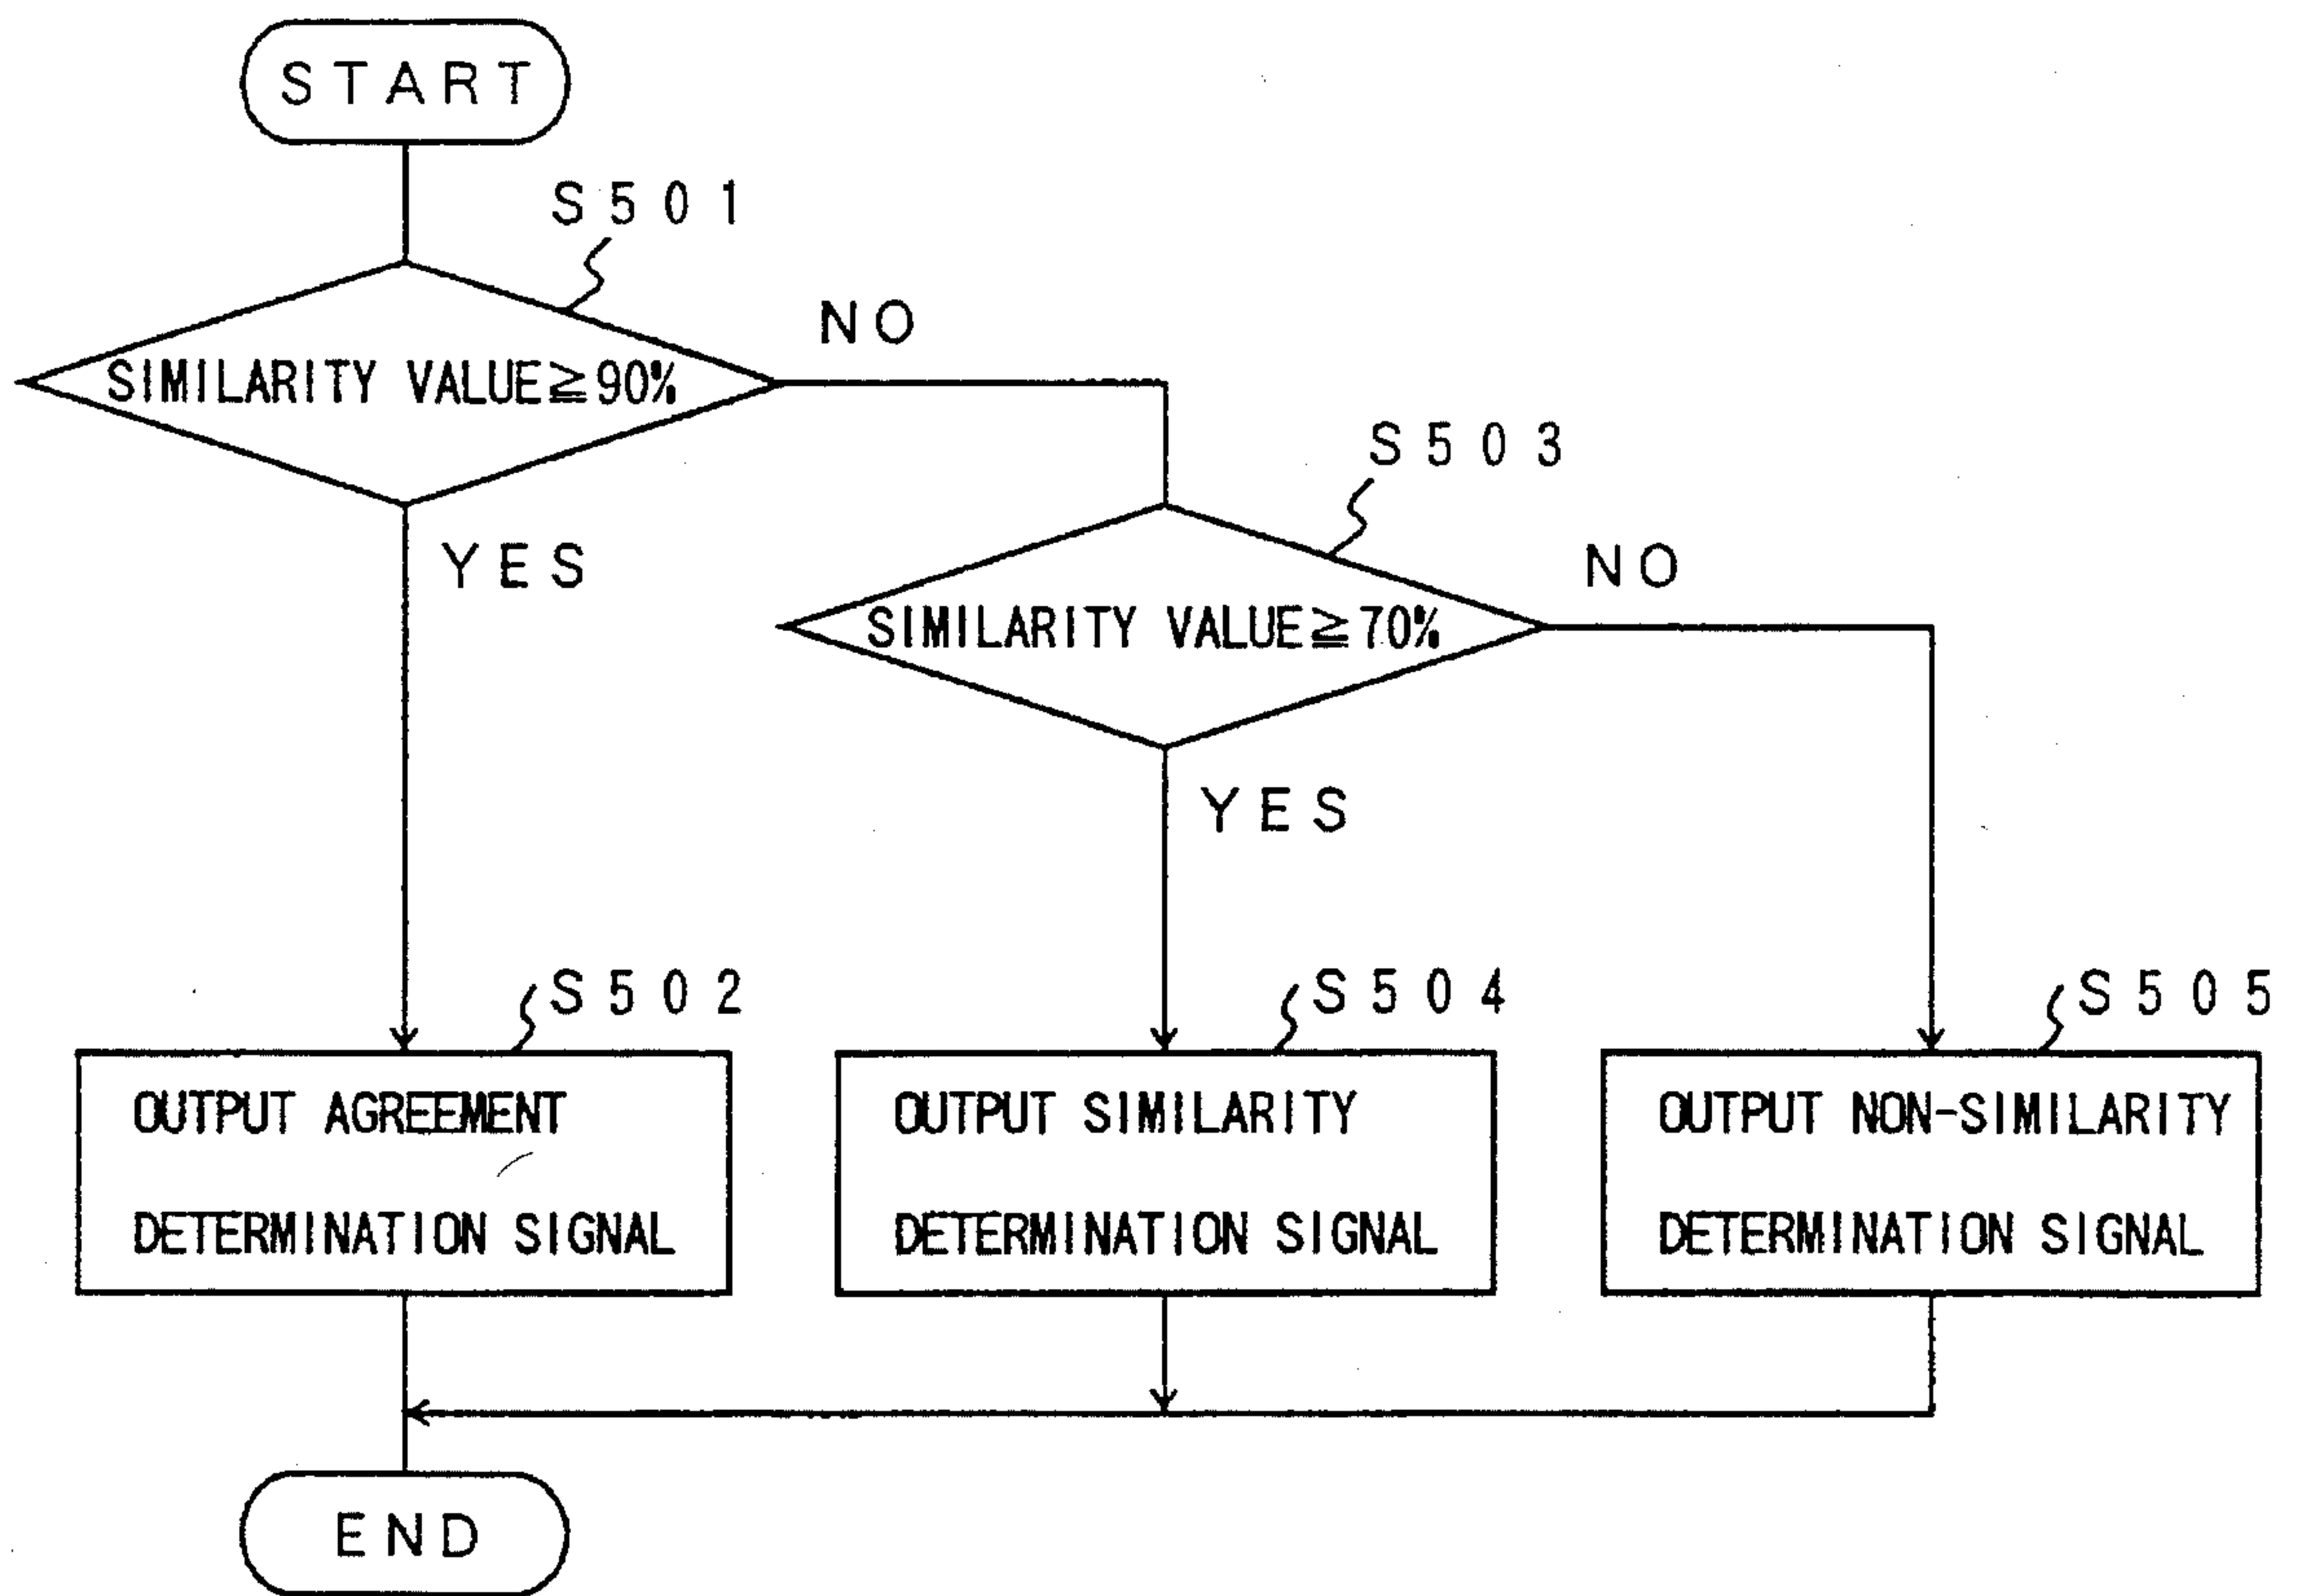 START
S501
NO
SIMILARITY VALUE≧90%
S503
YES
NO
SIMILARITY VALUE≧70%
YES
S502
S504
S505
OUTPUT AGREEMENT
DETERMINATION SIGNAL
OUTPUT SIMILARITY
DETERMINATION SIGNAL
OUTPUT NON-SIMILARITY
DETERMINATION SIGNAL
END